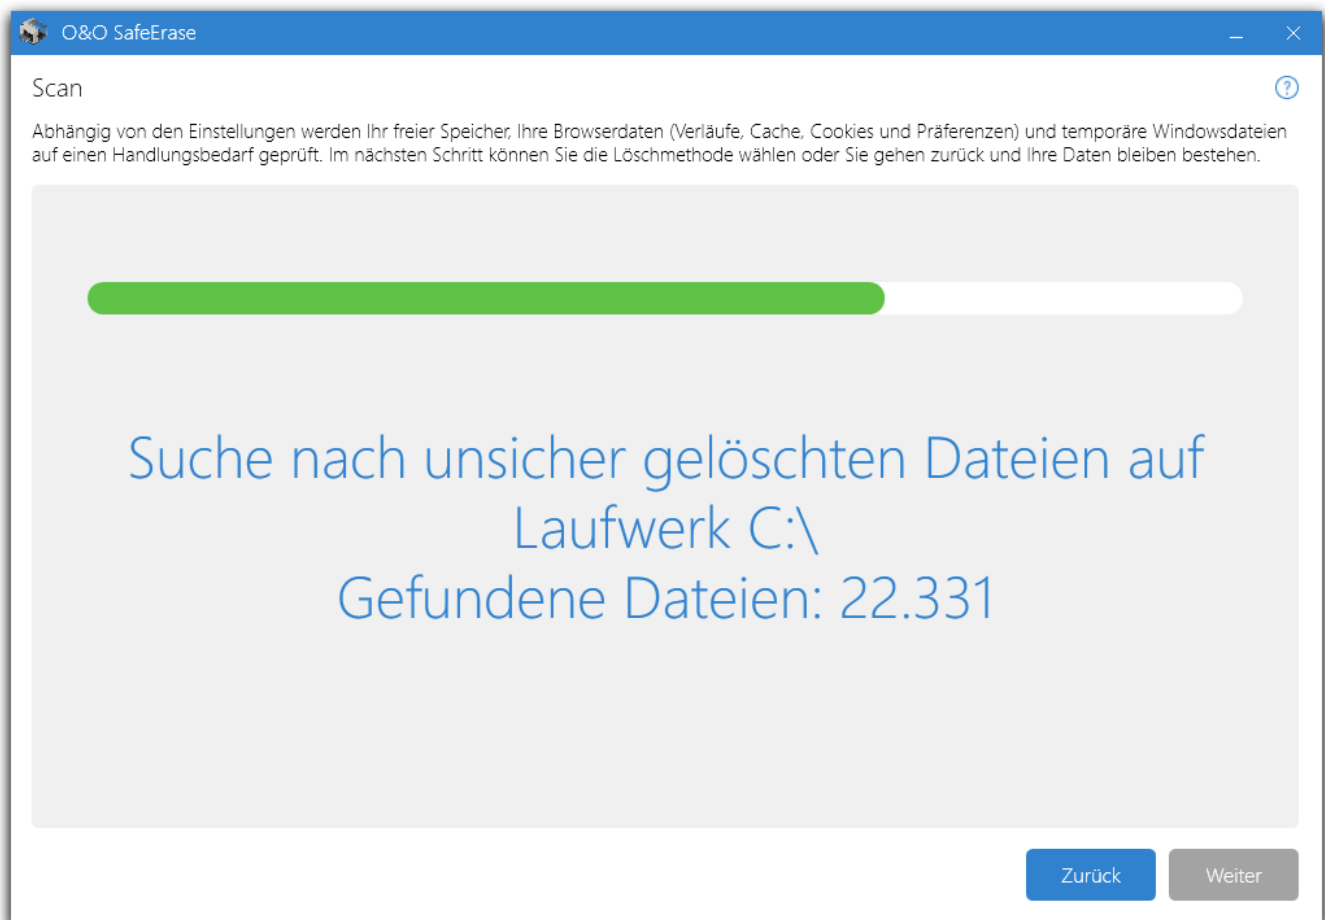 O&O SafeErase
Scan
?
Abhängig von den Einstellungen werden Ihr freier Speicher, Ihre Browserdaten (Verläufe, Cache, Cookies und Präferenzen) und temporäre Windowsdateien
auf einen Handlungsbedarf geprüft. Im nächsten Schritt können Sie die Löschmethode wählen oder Sie gehen zurück und Ihre Daten bleiben bestehen.
Suche nach unsicher gelöschten Dateien auf
Laufwerk C:\
Gefundene Dateien: 22.331
Zurück
Weiter